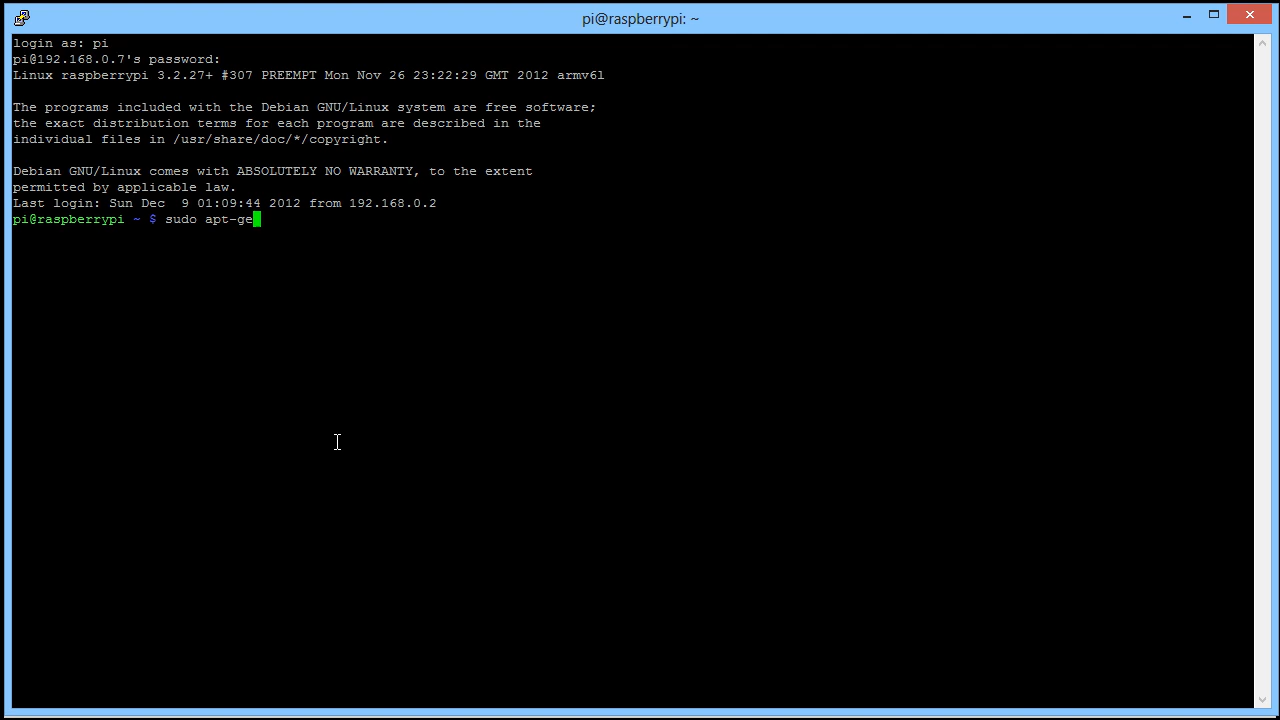 pi@raspberrypi: ~
login as: pi
pi@192.168.0.7's password:
Linux raspberrypi 3.2.27+ #307 PREEMPT Mon Nov 26 23:22:29 GMT 2012 armv6l
The programs included with the Debian GNU/Linux system are free software;
the exact distribution terms for each program are described in the
individual files in /usr/share/doc/*/copyright.
Debian GNU/Linux comes with ABSOLUTELY NO WARRANTY, to the extent
permitted by applicable law.
Last login: Sun Dec  9 01:09:44 2012 from 192.168.0.2
pi@raspberrypi ~ $ sudo apt-ge